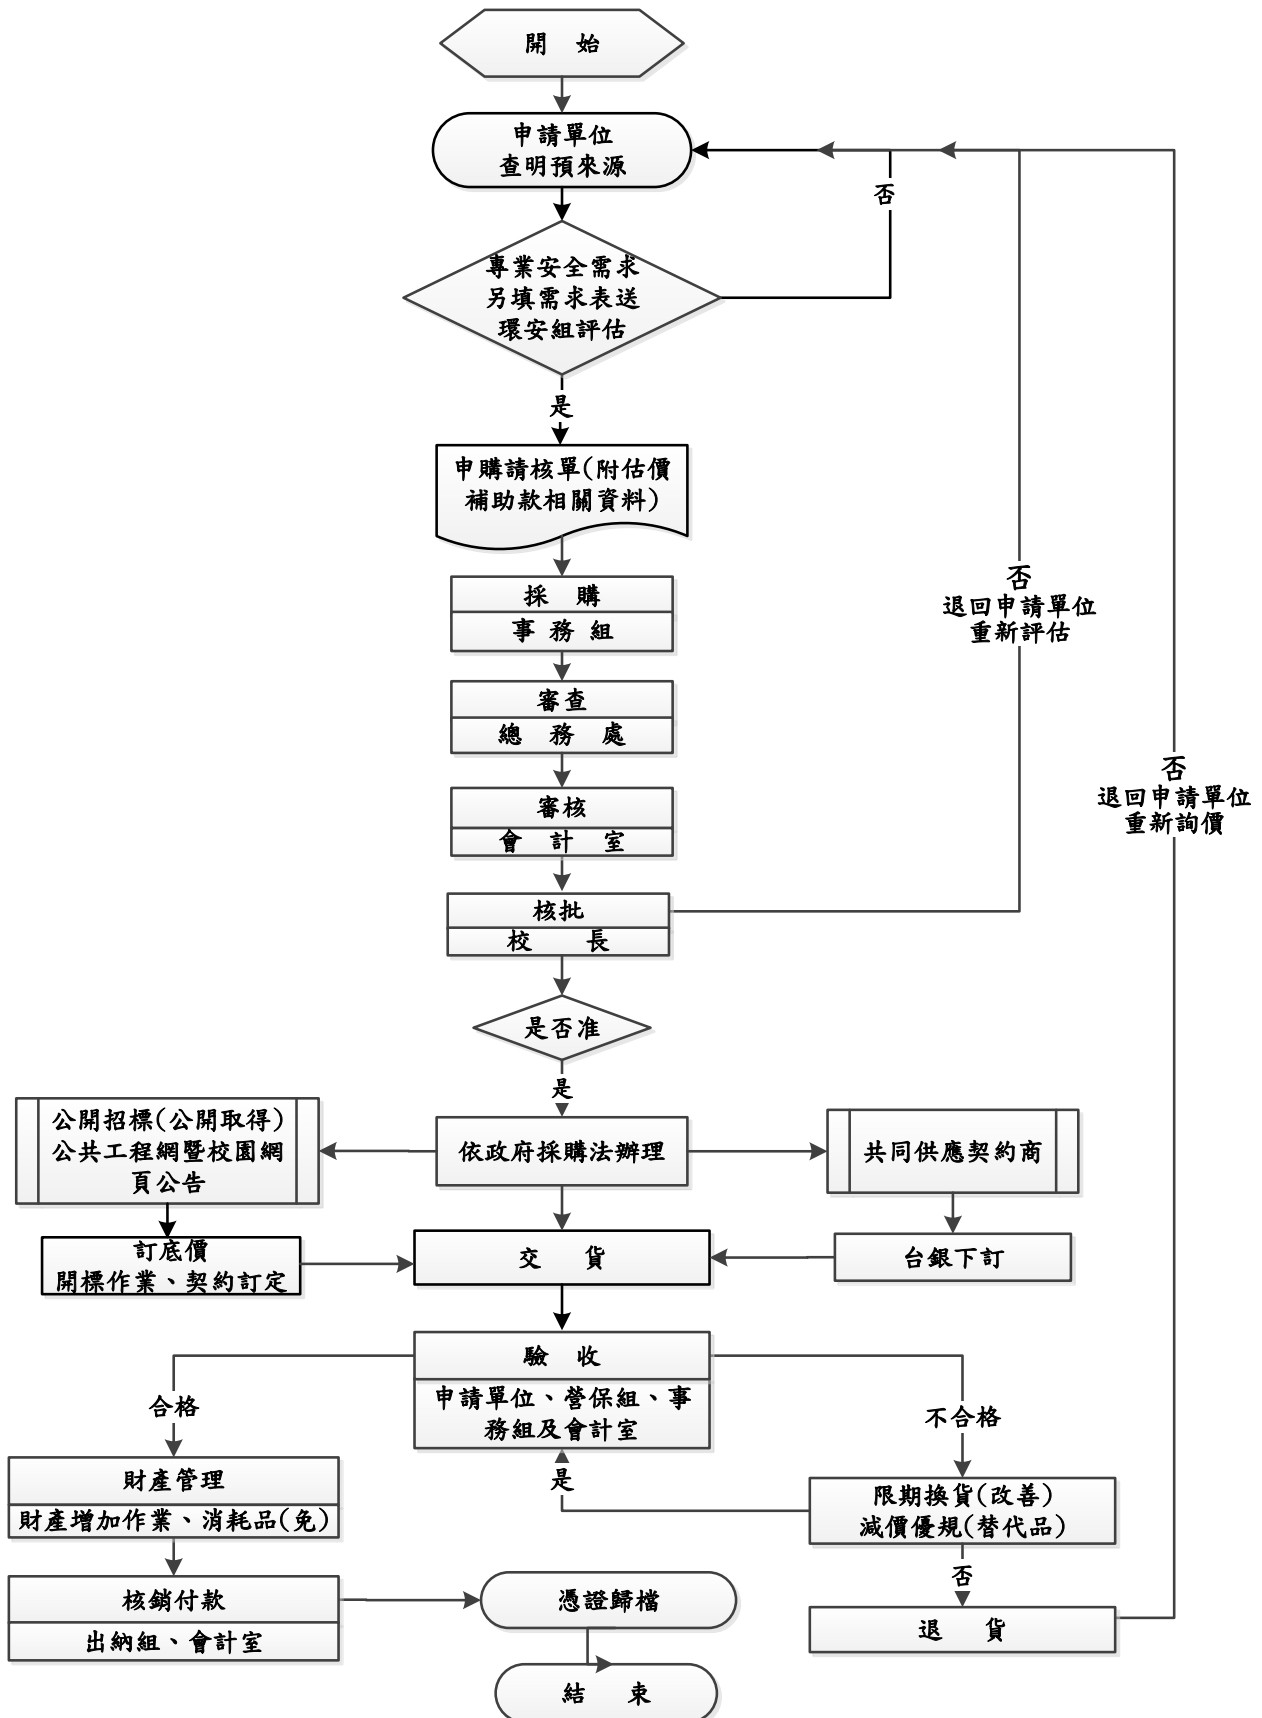 開 始
申請單位
查明預來源
否
專業安全需求
另填需求表送
環安組評估
是
申購請核單(附估價
補助款相關資料)
採 購
事 務 組
否
退回申請單位
重新評估
審查
總 務 處
審核
會 計 室
否
退回申請單位
重新詢價
核批
校 長
是否准
是
公開招標(公開取得)
公共工程網暨校園網
頁公告
依政府採購法辦理
共同供應契約商
訂底價
開標作業、契約訂定
交 貨
台銀下訂
驗 收
申請單位、營保組、事
務組及會計室
合格
不合格
財產管理
財產增加作業、消耗品(免)
是
限期換貨(改善)
減價優規(替代品)
否
核銷付款
出納組、會計室
憑證歸檔
退 貨
結 束